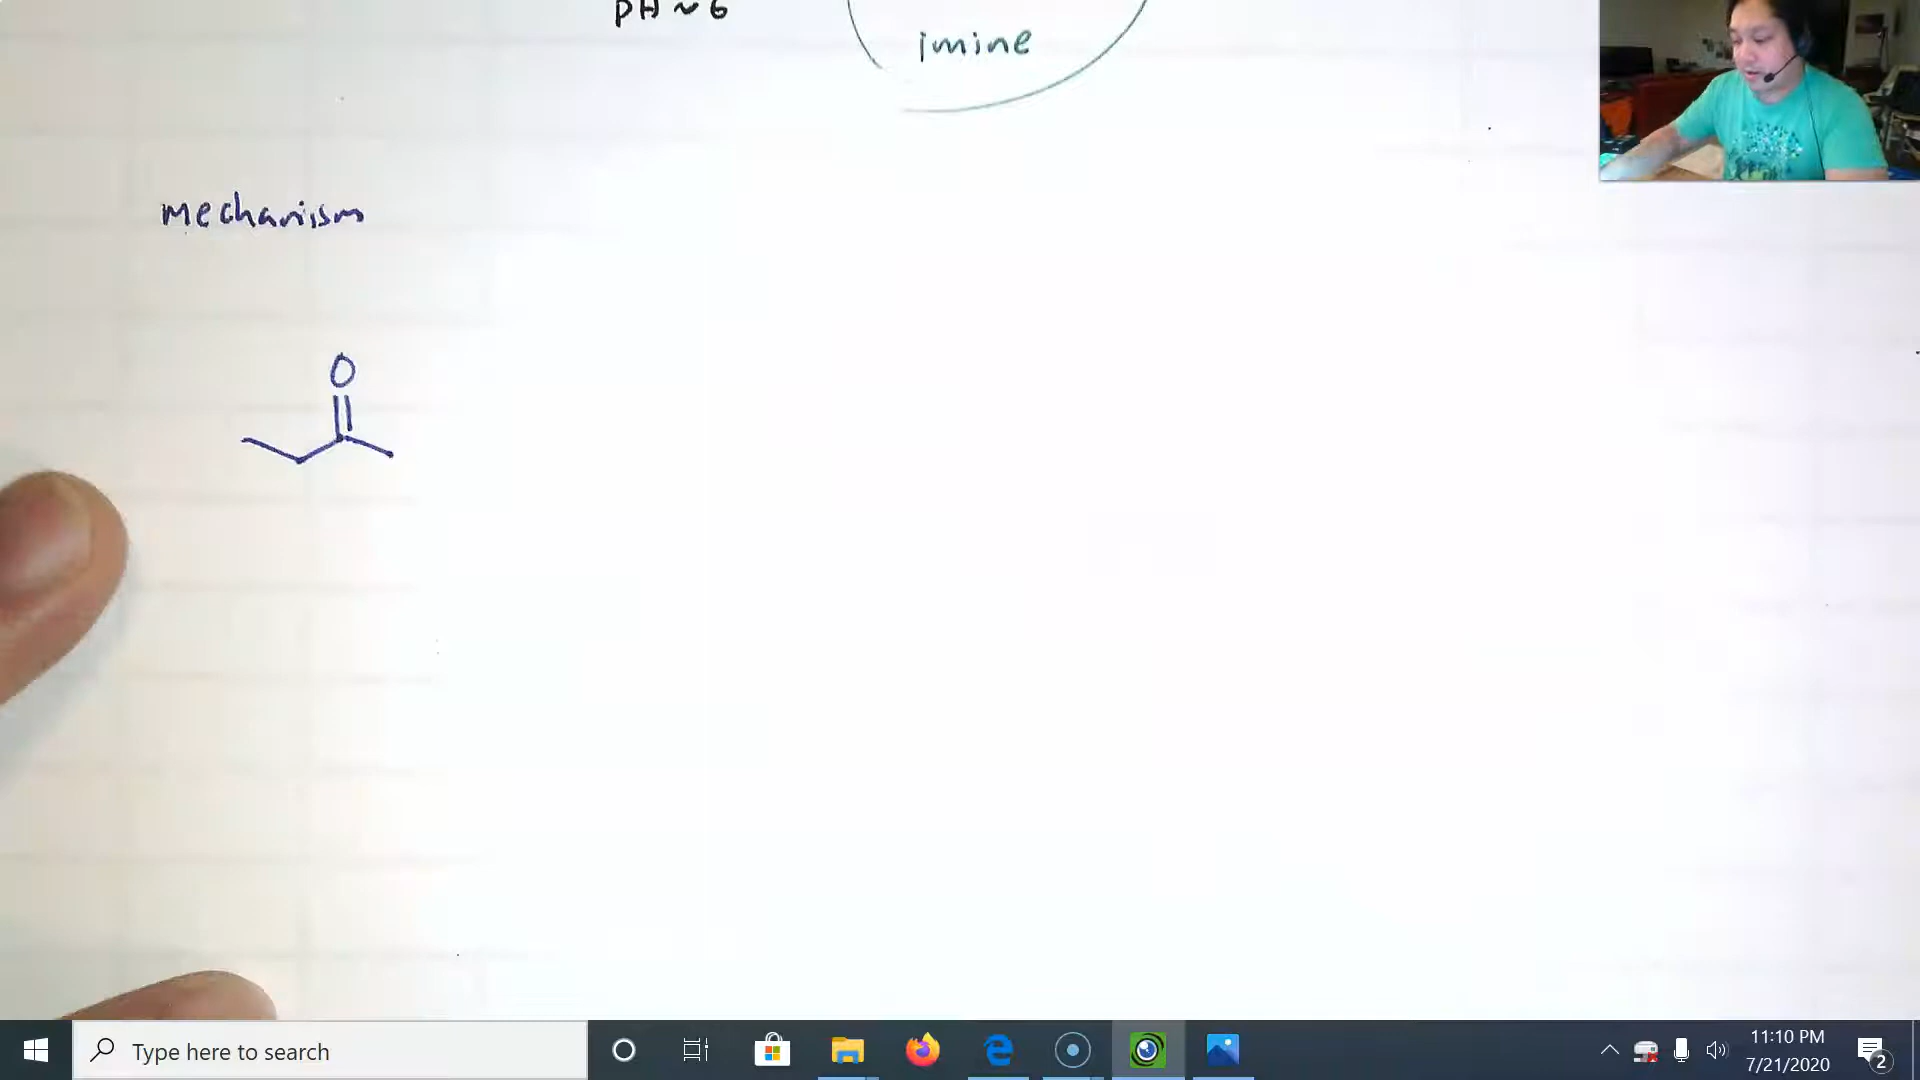 pH ~ 6
imine
mechanism
O
Type here to search
11:10 PM
7/21/2020
2